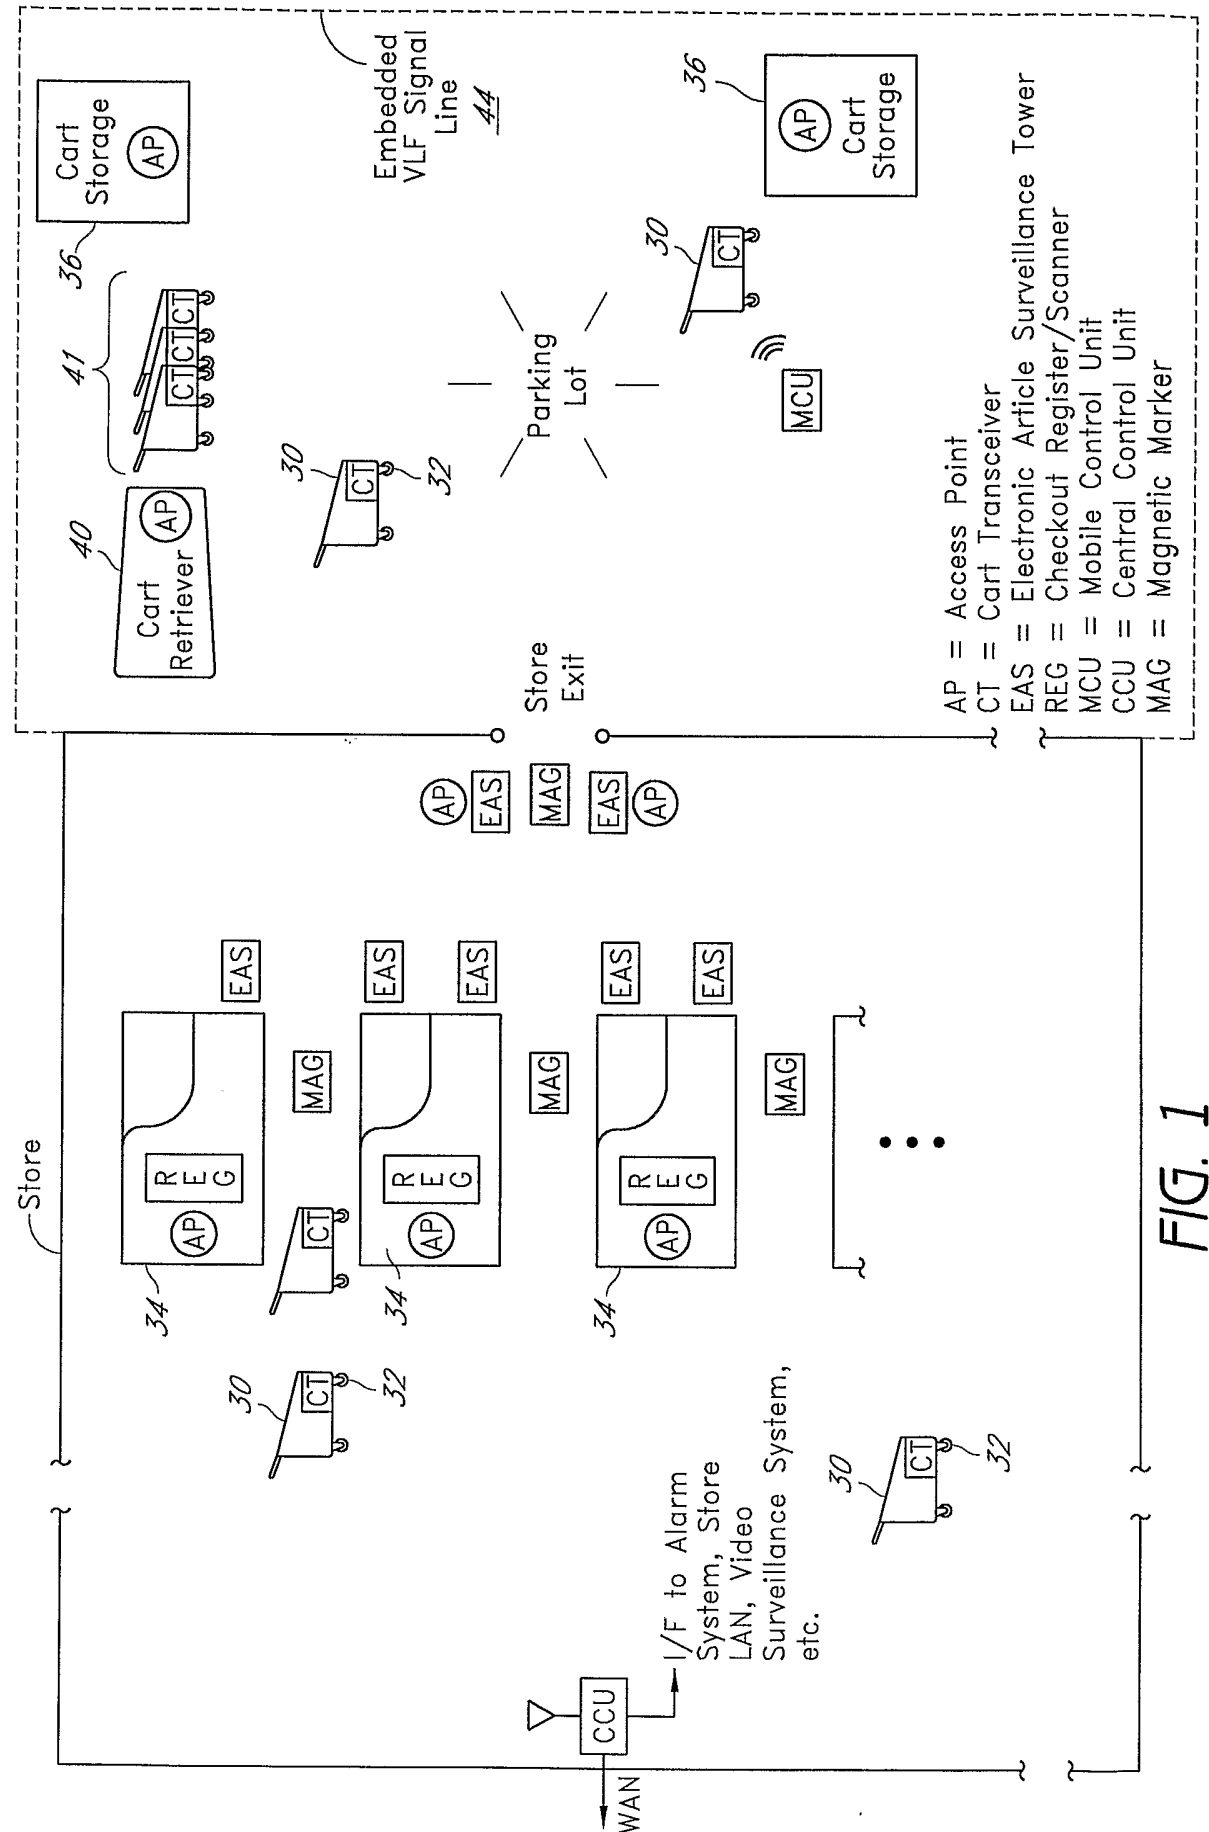 Store
34
REG
AP
EAS
30
CT
32
CT
MAG
34
REG
AP
EAS
EAS
MAG
34
REG
AP
EAS
EAS
MAG
30
CT
32
CCU
WAN
I/F to Alarm
System, Store
LAN, Video
Surveillance System,
etc.
AP
EAS
MAG
EAS
AP
Store
Exit
40
Cart
Retriever
AP
41
CT
CT
CT
36
Cart
Storage
AP
30
CT
32
Embedded
VLF Signal
Line
44
Parking
Lot
MCU
30
CT
36
AP
Cart
Storage
AP = Access Point
CT = Cart Transceiver
EAS = Electronic Article Surveillance Tower
REG = Checkout Register/Scanner
MCU = Mobile Control Unit
CCU = Central Control Unit
MAG = Magnetic Marker
FIG. 1